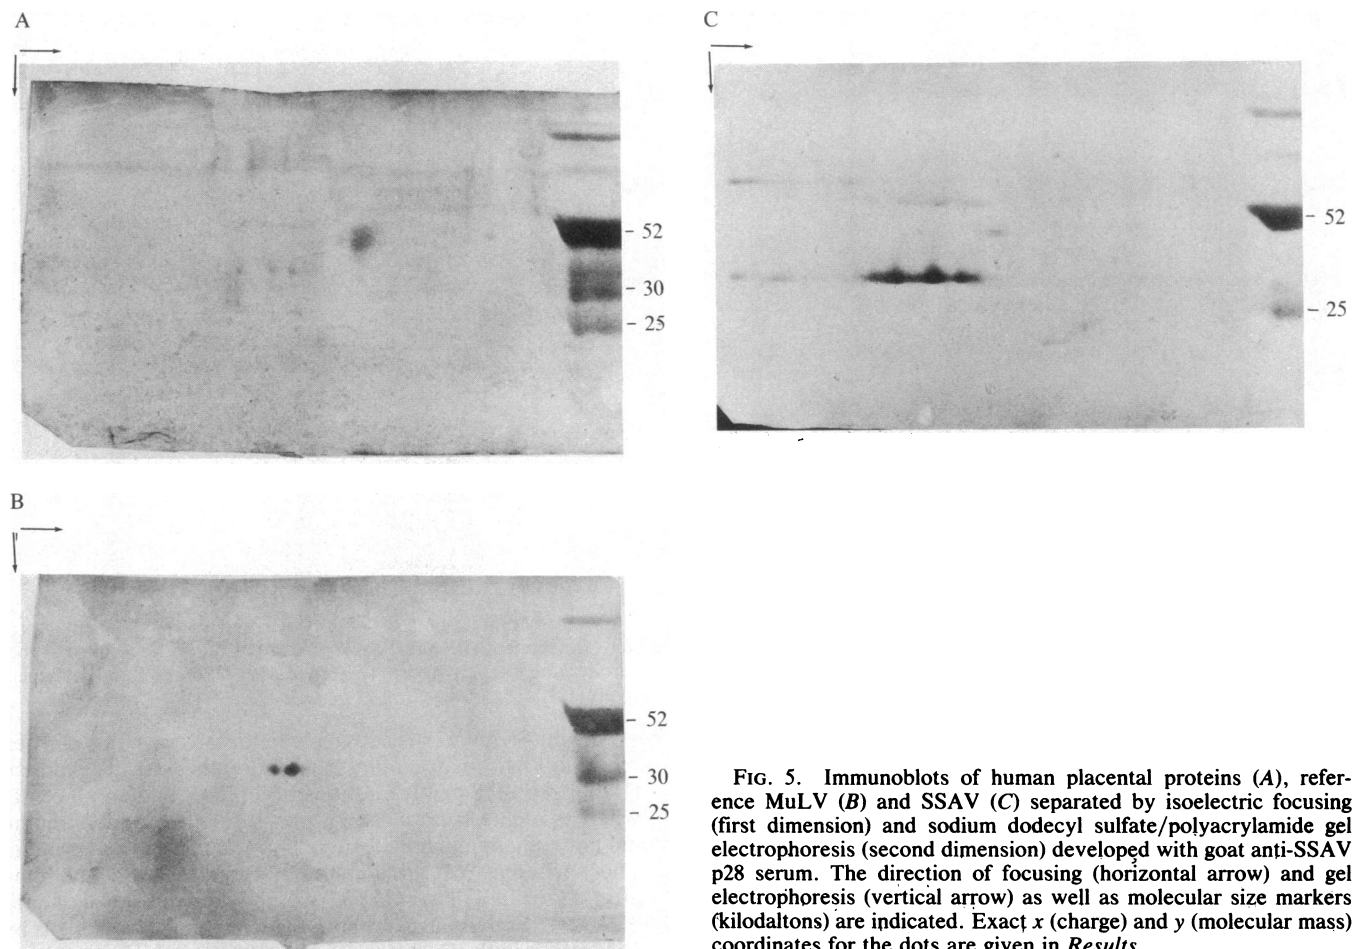 A
52
30
25
B
52
30
25
C
52
25
FIG. 5. Immunoblots of human placental proteins (A), refer-
ence MuLV (B) and SSAV (C) separated by isoelectric focusing
(first dimension) and sodium dodecyl sulfate/polyacrylamide gel
electrophoresis (second dimension) developed with goat anti-SSAV
p28 serum. The direction of focusing (horizontal arrow) and gel
electrophoresis (vertical arrow) as well as molecular size markers
(kilodaltons) are indicated. Exact x (charge) and y (molecular mass)
coordinates for the dots are given in Results.